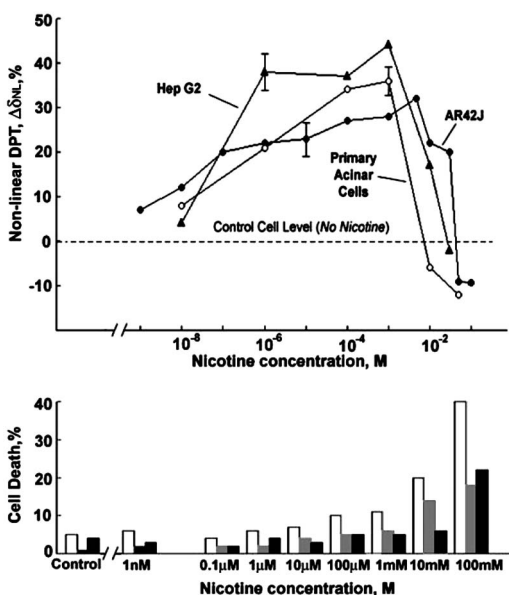 Non-linear DPT, ΔδNL,%
50
40
30
20
10
0
-10
Hep G2
AR42J
Primary
Acinar
Cells
Control Cell Level (No Nicotine)
10-8
10-6
10-4
10-2
Nicotine concentration, M
Cell Death,%
40
30
20
10
0
Control
1nM
0.1μM
1μM
10μM
100μM
1mM
10mM
100mM
Nicotine concentration, M